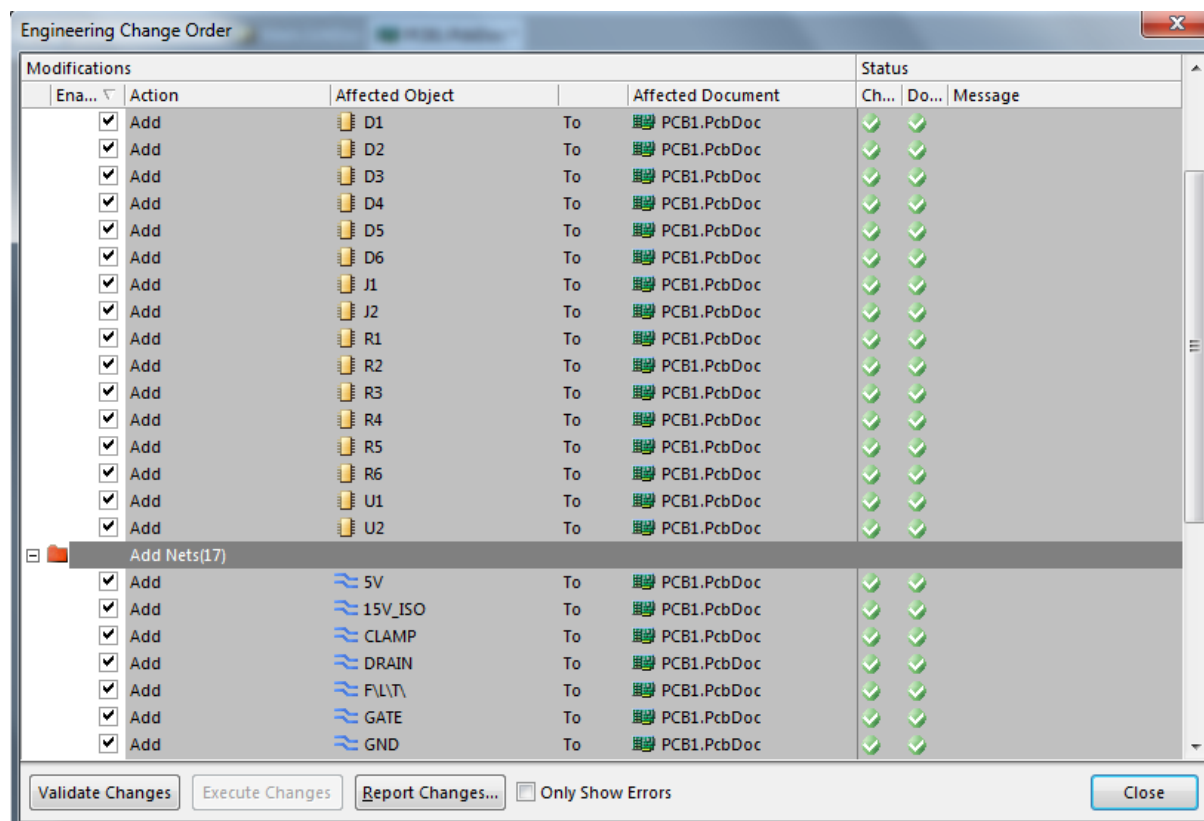 Engineering Change Order
Modifications Status
Ena... Action Affected Object Affected Document Ch... Do... Message
Add D1 To PCB1.PcbDoc
Add D2 To PCB1.PcbDoc
Add D3 To PCB1.PcbDoc
Add D4 To PCB1.PcbDoc
Add D5 To PCB1.PcbDoc
Add D6 To PCB1.PcbDoc
Add J1 To PCB1.PcbDoc
Add J2 To PCB1.PcbDoc
Add R1 To PCB1.PcbDoc
Add R2 To PCB1.PcbDoc
Add R3 To PCB1.PcbDoc
Add R4 To PCB1.PcbDoc
Add R5 To PCB1.PcbDoc
Add R6 To PCB1.PcbDoc
Add U1 To PCB1.PcbDoc
Add U2 To PCB1.PcbDoc
Add Nets(17)
Add 5V To PCB1.PcbDoc
Add 15V_ISO To PCB1.PcbDoc
Add CLAMP To PCB1.PcbDoc
Add DRAIN To PCB1.PcbDoc
Add F\L\T\ To PCB1.PcbDoc
Add GATE To PCB1.PcbDoc
Add GND To PCB1.PcbDoc
Validate Changes Execute Changes Report Changes... Only Show Errors Close